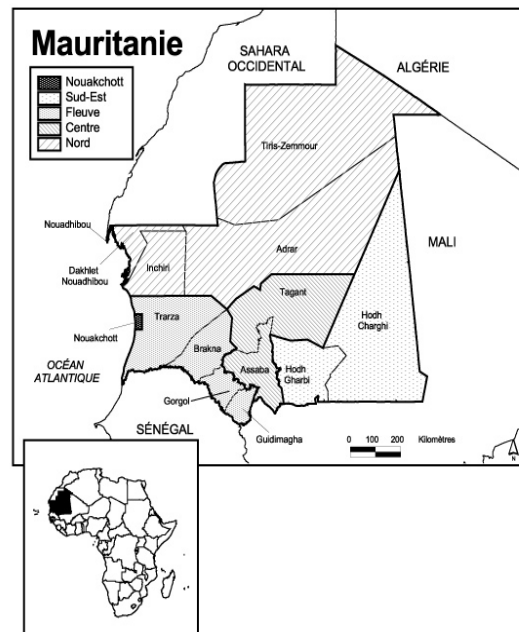 Mauritanie
Nouakchott
Sud-Est
Fleuve
Centre
Nord
SAHARA
OCCIDENTAL
ALGÉRIE
Tiris-Zemmour
Nouadhibou
Dakhlet
Nouadhibou
Inchiri
Adrar
MALI
Tagant
Hodh
Charghi
Trarza
Nouakchott
Brakna
OCÉAN
ATLANTIQUE
Assaba
Hodh
Gharbi
Gorgol
SÉNÉGAL
Guidimagha
0 100 200 Kilomètres
N